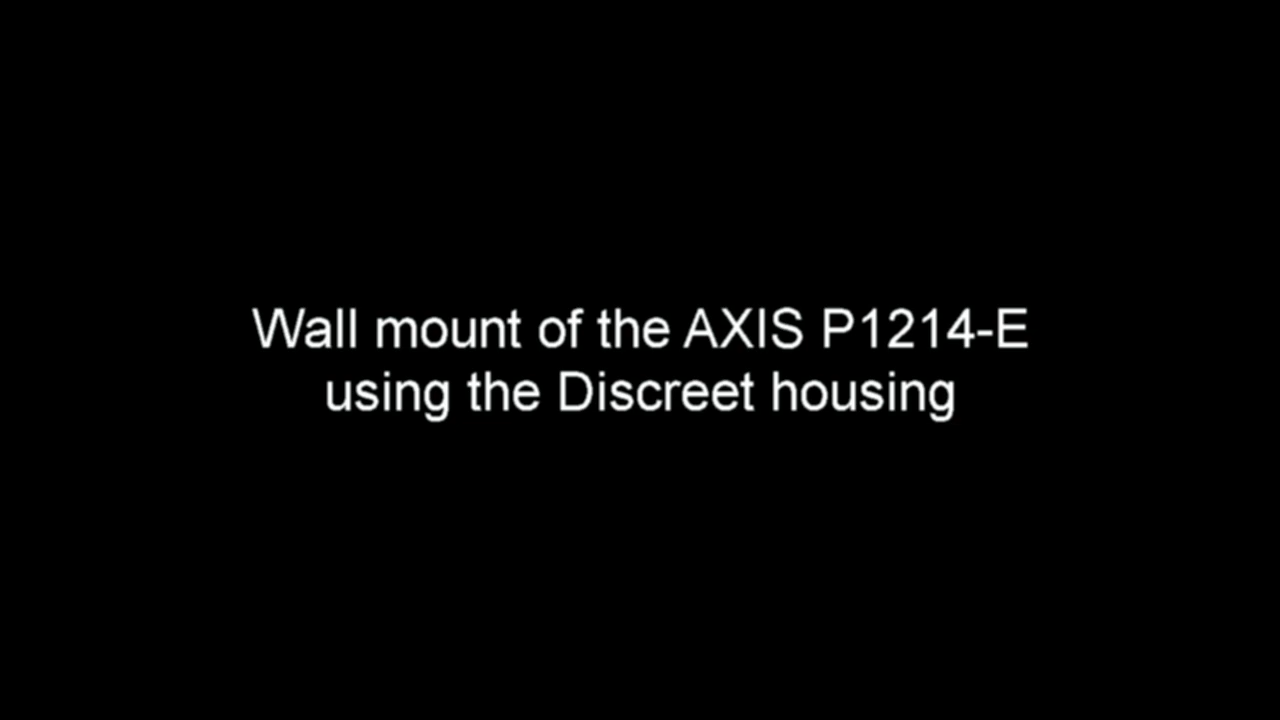 Wall mount of the AXIS P1214-E
using the Discreet housing